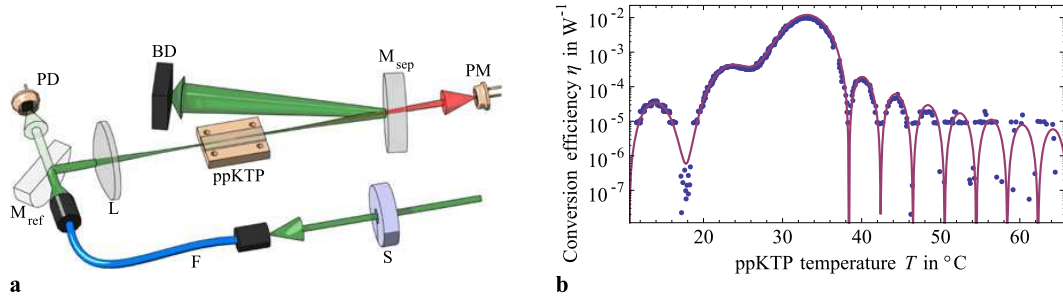 PD
BD
M_sep
PM
ppKTP
M_ref
L
F
S
a
Conversion efficiency η in W⁻¹
10⁻²
10⁻³
10⁻⁴
10⁻⁵
10⁻⁶
10⁻⁷
20 30 40 50 60
ppKTP temperature T in °C
b